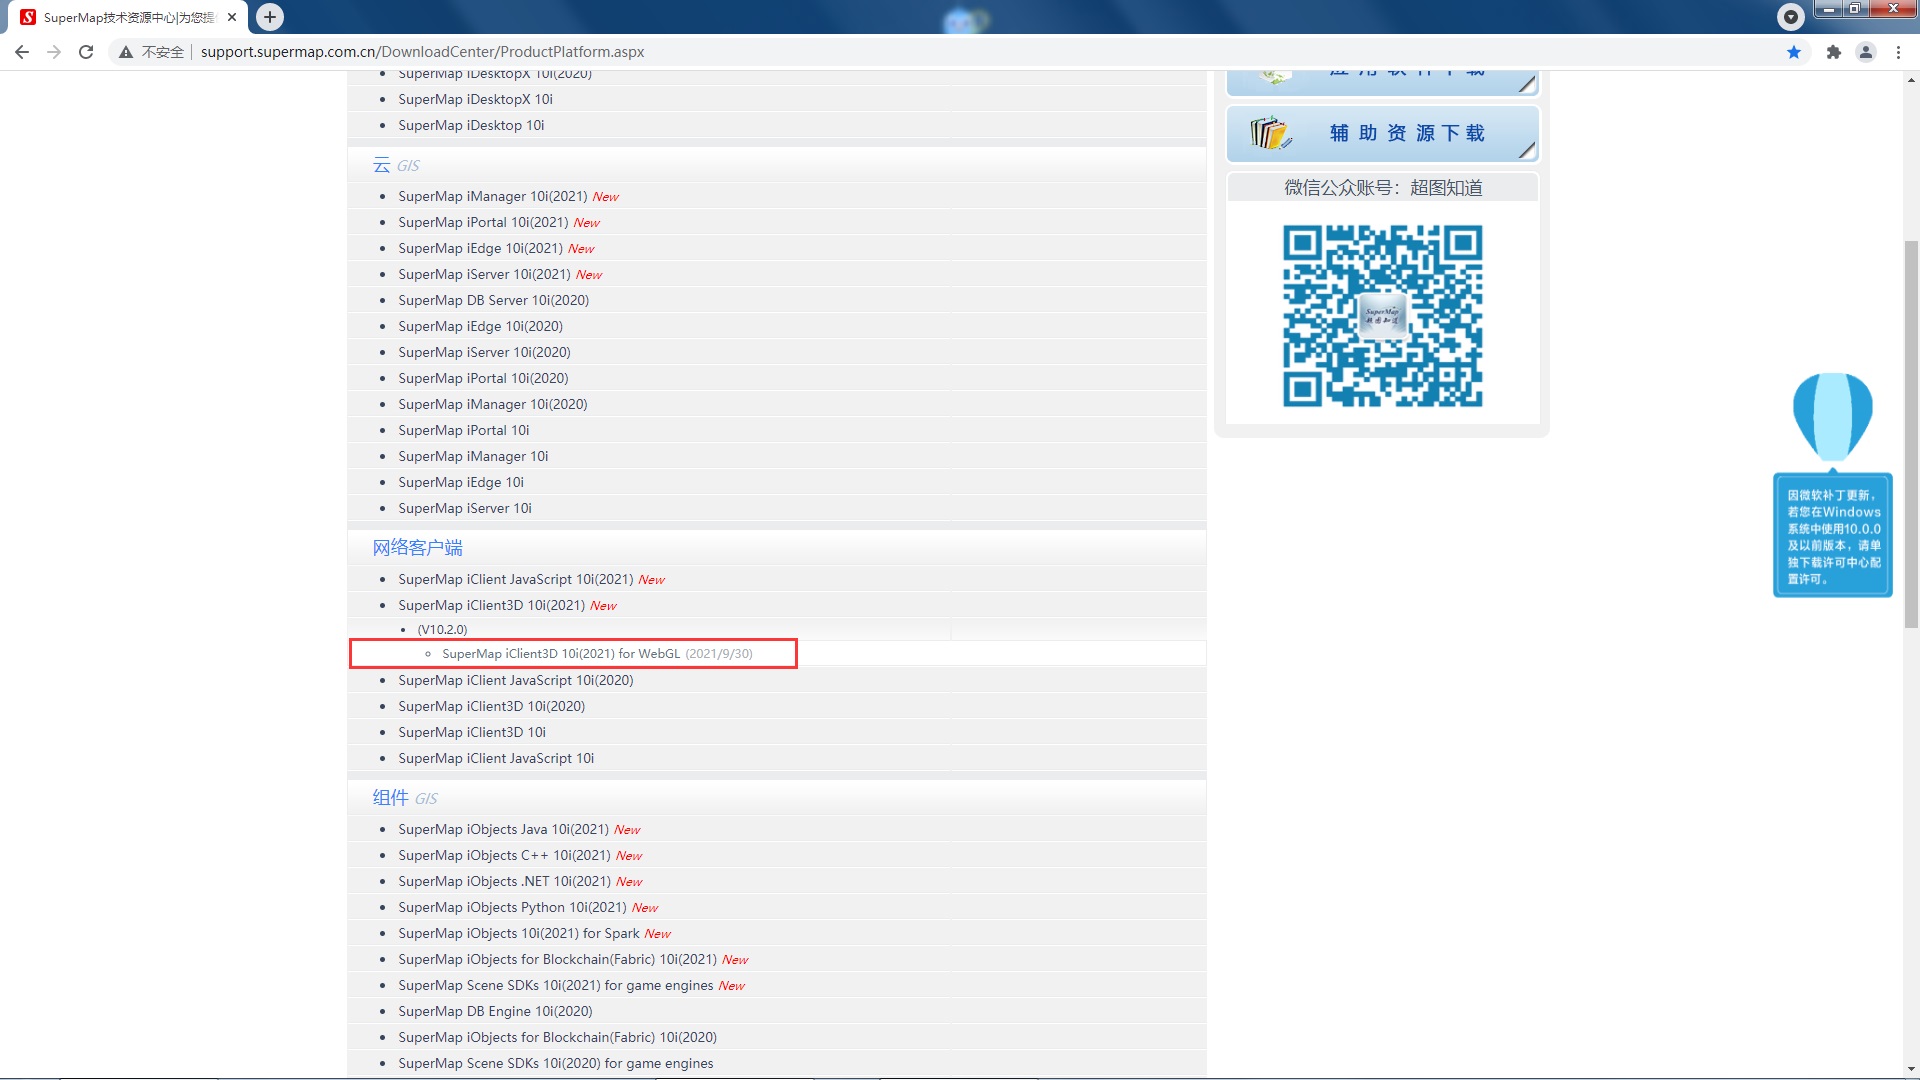 SuperMap技术资源中心|为您提
不安全
support.supermap.com.cn/DownloadCenter/ProductPlatform.aspx
SuperMap iDesktopX 10i(2020)
SuperMap iDesktopX 10i
SuperMap iDesktop 10i
云 GIS
SuperMap iManager 10i(2021) New
SuperMap iPortal 10i(2021) New
SuperMap iEdge 10i(2021) New
SuperMap iServer 10i(2021) New
SuperMap DB Server 10i(2020)
SuperMap iEdge 10i(2020)
SuperMap iServer 10i(2020)
SuperMap iPortal 10i(2020)
SuperMap iManager 10i(2020)
SuperMap iPortal 10i
SuperMap iManager 10i
SuperMap iEdge 10i
SuperMap iServer 10i
网络客户端
SuperMap iClient JavaScript 10i(2021) New
SuperMap iClient3D 10i(2021) New
(V10.2.0)
SuperMap iClient3D 10i(2021) for WebGL (2021/9/30)
SuperMap iClient JavaScript 10i(2020)
SuperMap iClient3D 10i(2020)
SuperMap iClient3D 10i
SuperMap iClient JavaScript 10i
组件 GIS
SuperMap iObjects Java 10i(2021) New
SuperMap iObjects C++ 10i(2021) New
SuperMap iObjects .NET 10i(2021) New
SuperMap iObjects Python 10i(2021) New
SuperMap iObjects 10i(2021) for Spark New
SuperMap iObjects for Blockchain(Fabric) 10i(2021) New
SuperMap Scene SDKs 10i(2021) for game engines New
SuperMap DB Engine 10i(2020)
SuperMap iObjects for Blockchain(Fabric) 10i(2020)
SuperMap Scene SDKs 10i(2020) for game engines
应用软件下载
辅助资源下载
微信公众账号：超图知道
SuperMap
超图知道
因微软补丁更新，
若您在Windows
系统中使用10.0.0
及以前版本，请单
独下载许可中心配
置许可。